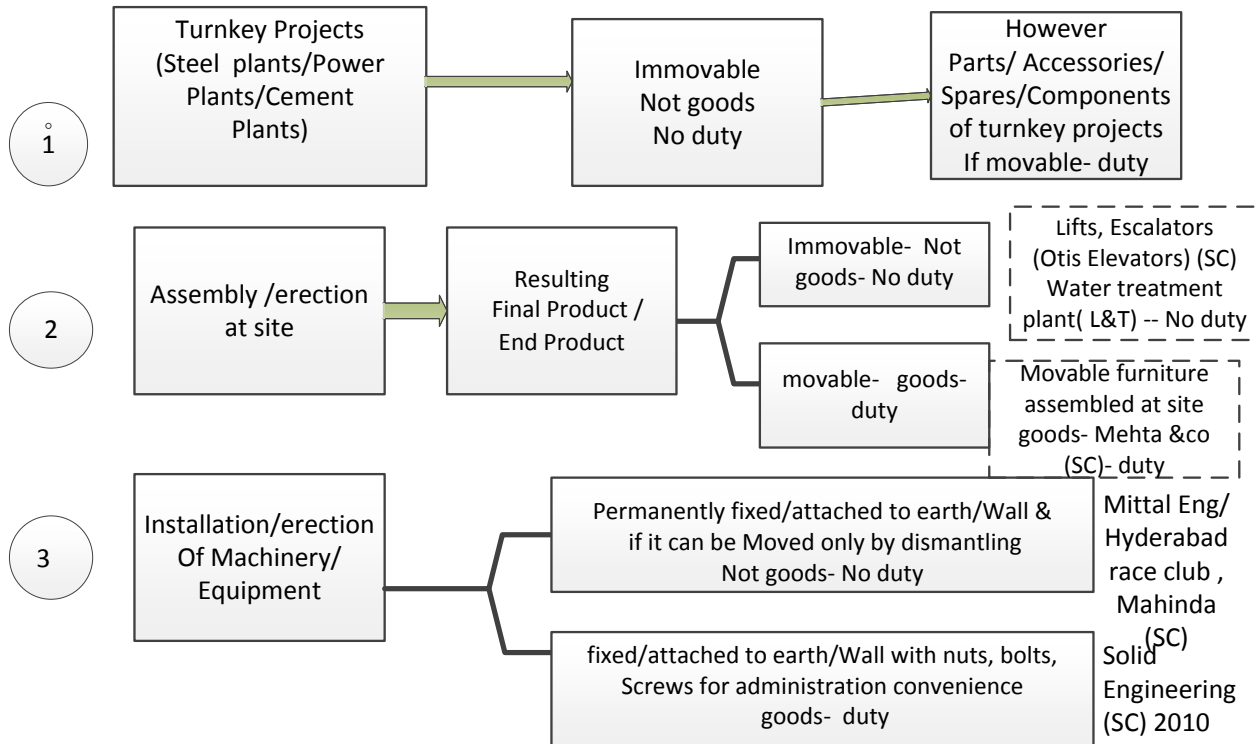 1
Turnkey Projects
(Steel plants/Power
Plants/Cement
Plants)
Immovable
Not goods
No duty
However
Parts/ Accessories/
Spares/Components
of turnkey projects
If movable- duty
2
Assembly /erection
at site
Resulting
Final Product /
End Product
Immovable- Not
goods- No duty
Lifts, Escalators
(Otis Elevators) (SC)
Water treatment
plant( L&T) -- No duty
movable- goods-
duty
Movable furniture
assembled at site
goods- Mehta &co
(SC)- duty
3
Installation/erection
Of Machinery/
Equipment
Permanently fixed/attached to earth/Wall &
if it can be Moved only by dismantling
Not goods- No duty
Mittal Eng/
Hyderabad
race club ,
Mahinda
(SC)
fixed/attached to earth/Wall with nuts, bolts,
Screws for administration convenience
goods- duty
Solid
Engineering
(SC) 2010